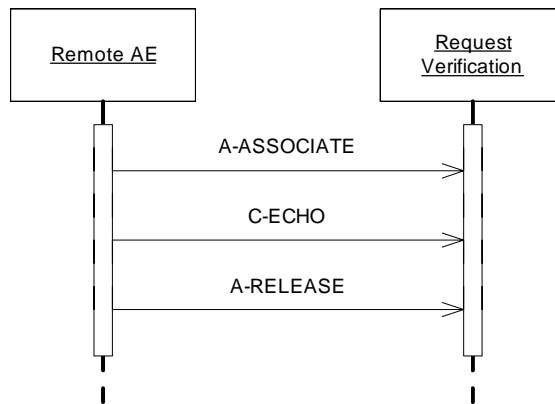 Remote AE
Request
Verification
A-ASSOCIATE
C-ECHO
A-RELEASE